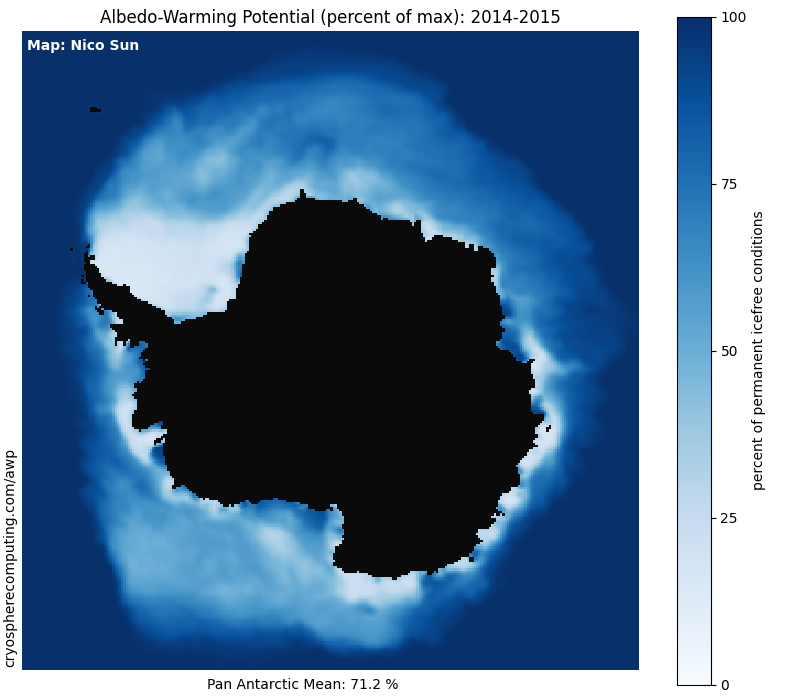 Albedo-Warming Potential (percent of max): 2014-2015
Map: Nico Sun
100
75
50
25
0
percent of permanent icefree conditions
cryospherecomputing.com/awp
Pan Antarctic Mean: 71.2 %